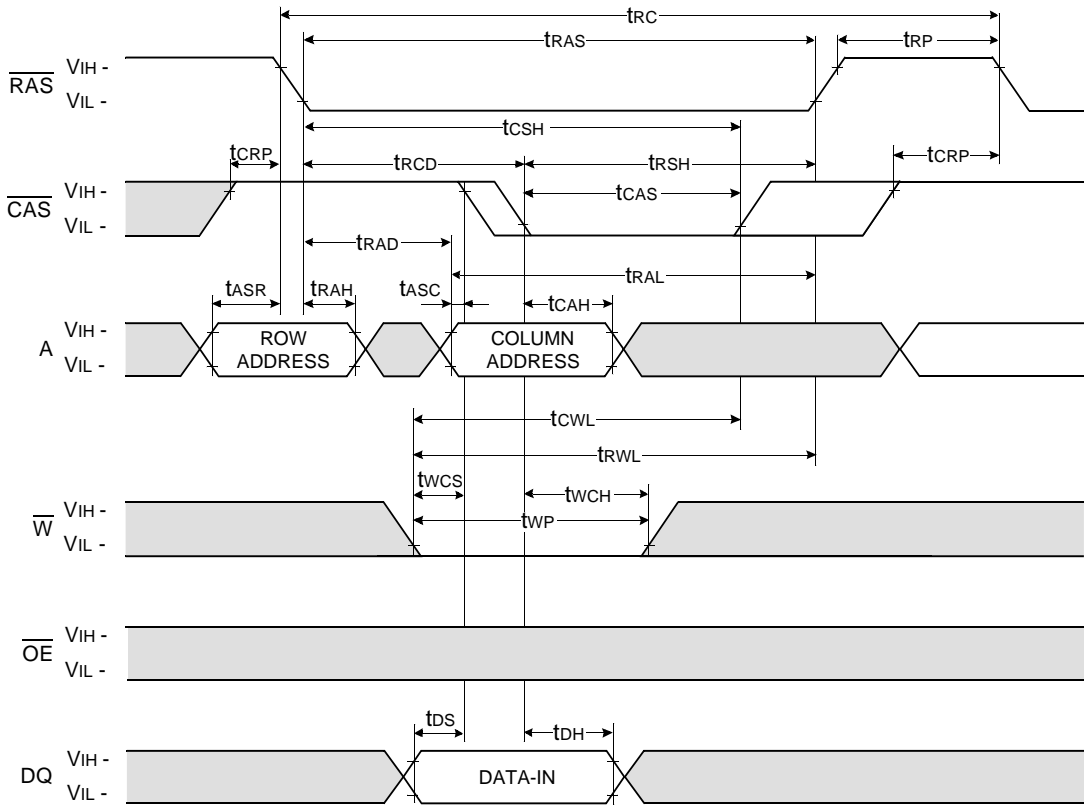 tRC
tRAS
tRP
RAS
VIH -
VIL -
tCSH
tCRP
tRCD
tRSH
tCRP
CAS
VIH -
VIL -
tCAS
tRAD
tRAL
tASR
tRAH
tASC
tCAH
A
VIH -
VIL -
ROW
ADDRESS
COLUMN
ADDRESS
tCWL
tRWL
tWCS
tWCH
tWP
W
VIH -
VIL -
OE
VIH -
VIL -
tDS
tDH
DQ
VIH -
VIL -
DATA-IN